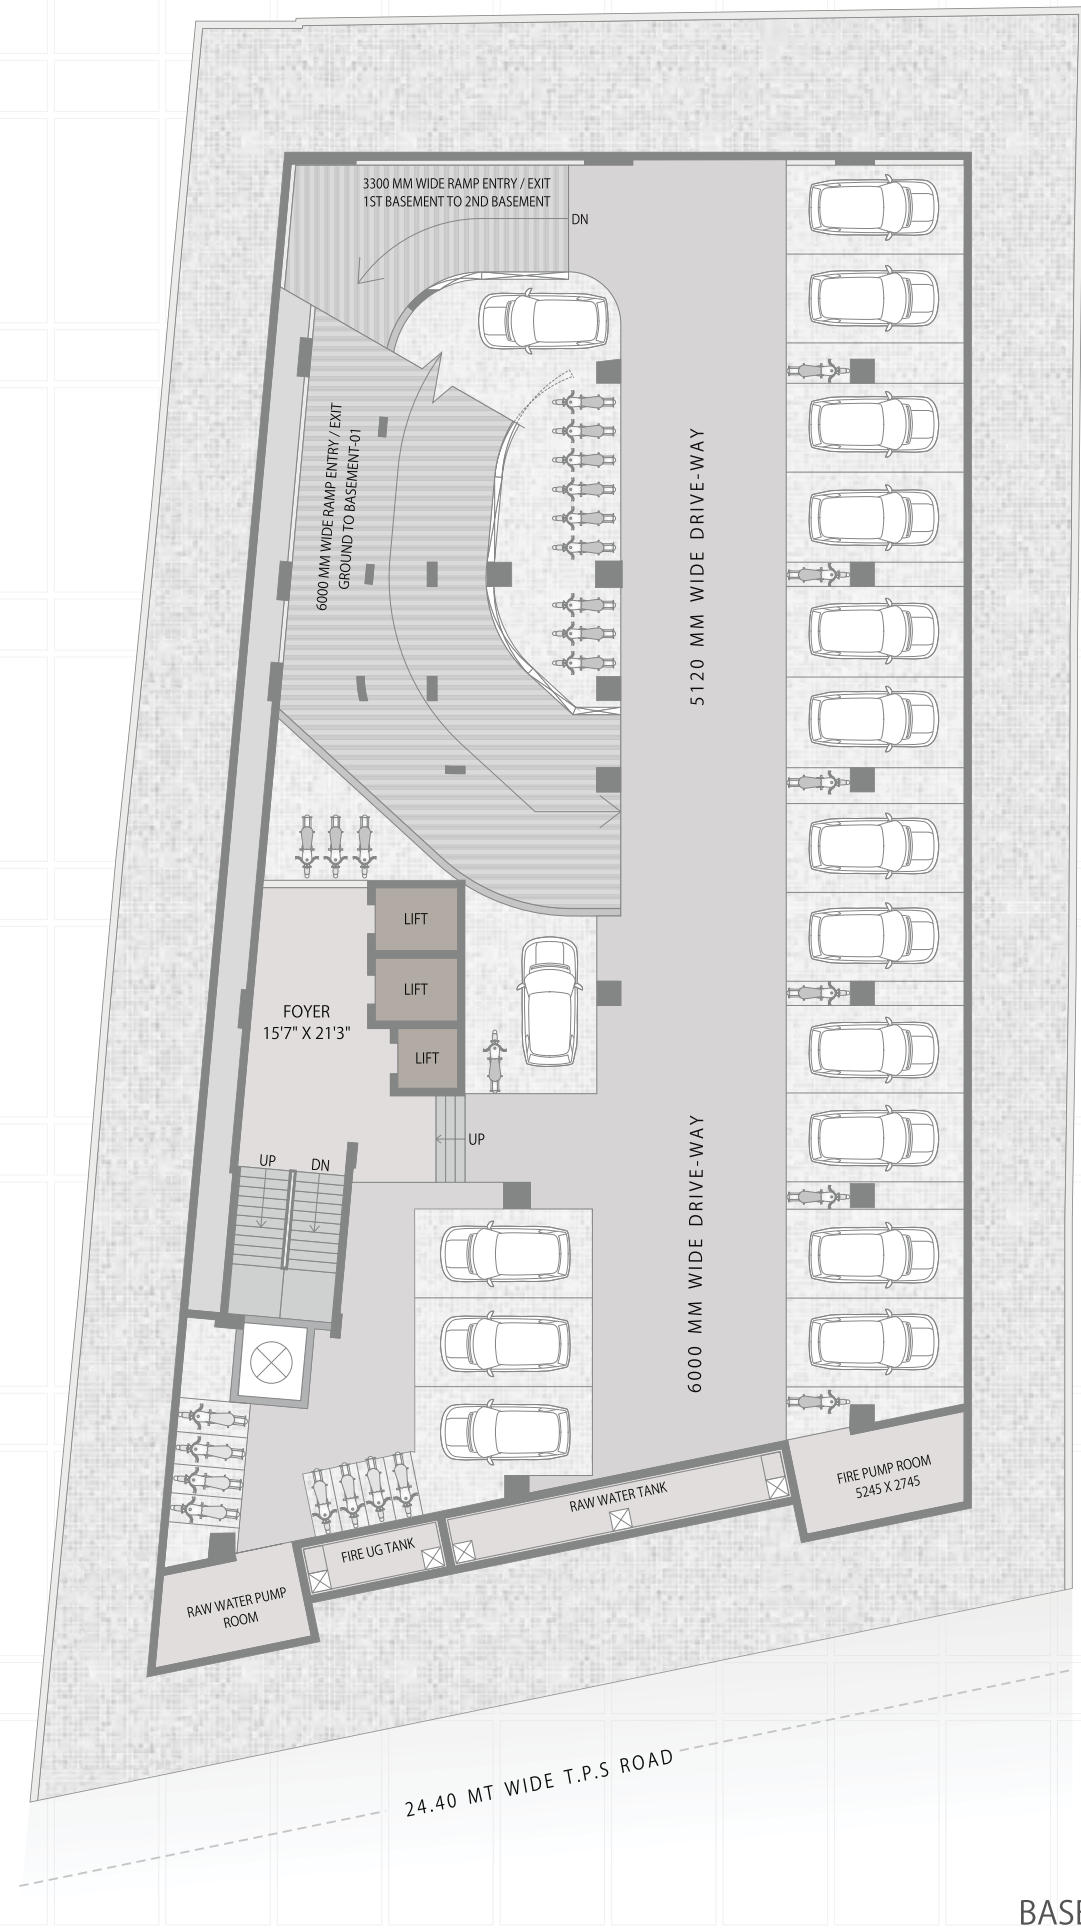 3300 MM WIDE RAMP ENTRY / EXIT
1ST BASEMENT TO 2ND BASEMENT
DN
6000 MM WIDE RAMP ENTRY / EXIT
GROUND TO BASEMENT-01
5120 MM WIDE DRIVE-WAY
LIFT
LIFT
FOYER
15'7" X 21'3"
LIFT
UP
UP
DN
6000 MM WIDE DRIVE-WAY
FIRE PUMP ROOM
5245 X 2745
RAW WATER TANK
FIRE UG TANK
RAW WATER PUMP
ROOM
24.40 MT WIDE T.P.S ROAD